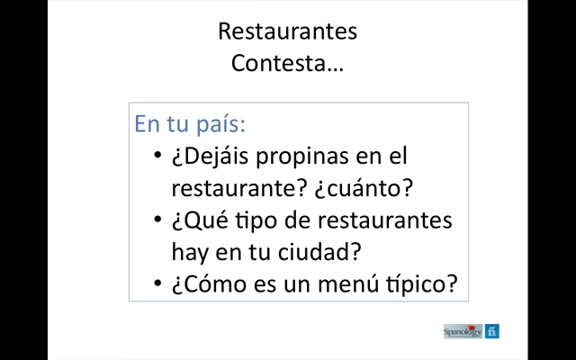 Restaurantes
Contesta...
En tu país:
• ¿Dejáis propinas en el
restaurante? ¿cuánto?
• ¿Qué tipo de restaurantes
hay en tu ciudad?
• ¿Cómo es un menú típico?
Spanology ñ